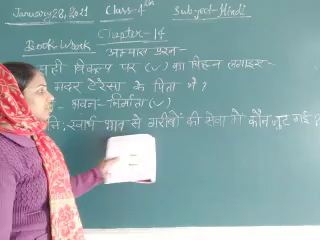 January 28, 2021 Class-4th Subject-Hindi
Chapter-14
Book Work अभ्यास प्रश्न-
सही विकल्प पर (✓) का चिह्न लगाइए-
मदर टेरेसा के पिता थे?
भवन-निर्माता (✓)
स्वार्थ भाव से गरीबों की सेवा में कौन जुट गई?